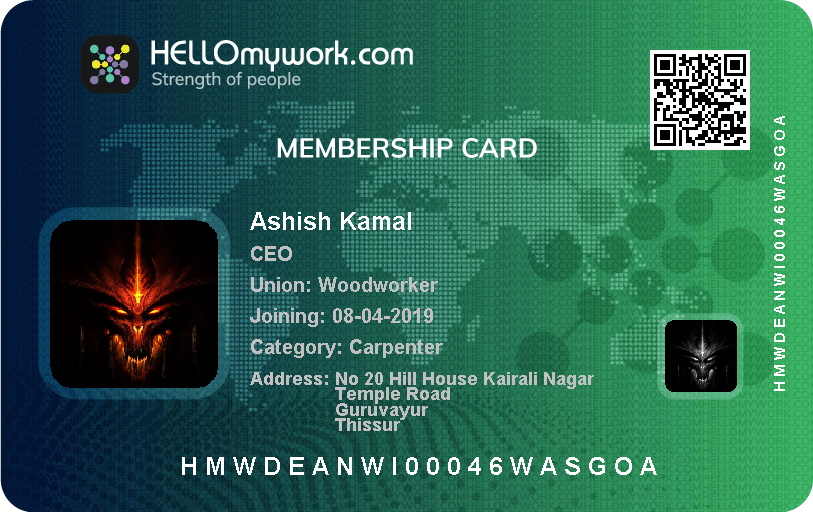 HELLOmywork.com
Strength of people
MEMBERSHIP CARD
Ashish Kamal
CEO
Union: Woodworker
Joining: 08-04-2019
Category: Carpenter
Address: No 20 Hill House Kairali Nagar
Temple Road
Guruvayur
Thissur
HMWDEANWI00046WASGOA
HMWDEANWI00046WASGOA